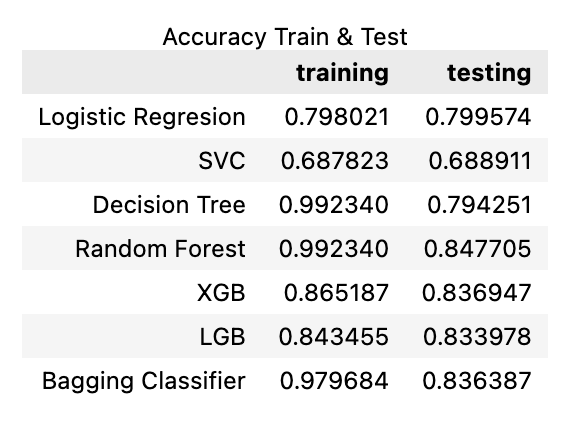 Accuracy Train & Test
training testing
Logistic Regresion 0.798021 0.799574
SVC 0.687823 0.688911
Decision Tree 0.992340 0.794251
Random Forest 0.992340 0.847705
XGB 0.865187 0.836947
LGB 0.843455 0.833978
Bagging Classifier 0.979684 0.836387